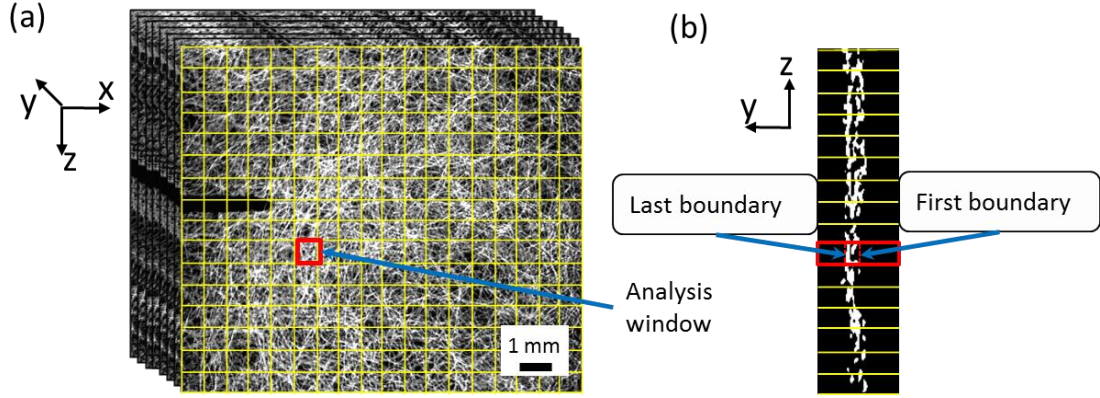 (a)
y
x
z
Analysis
window
1 mm
(b)
z
y
Last boundary
First boundary